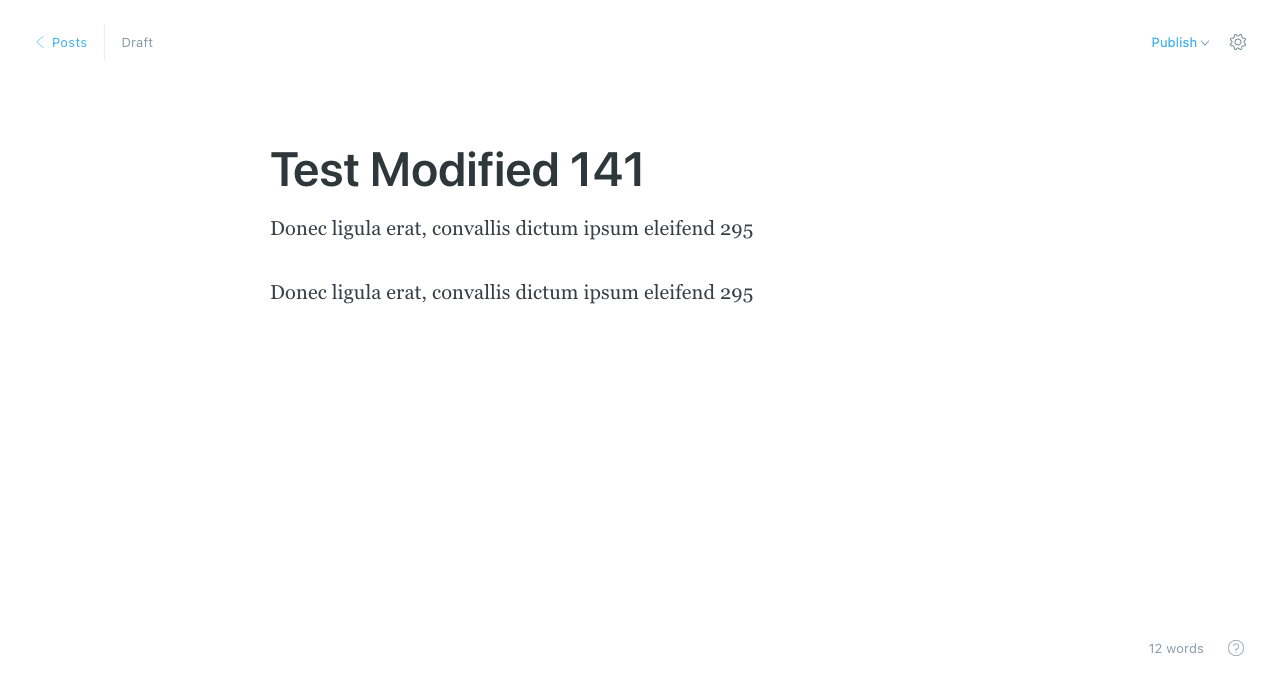 Posts
Draft
Publish
Test Modified 141
Donec ligula erat, convallis dictum ipsum eleifend 295
Donec ligula erat, convallis dictum ipsum eleifend 295
12 words